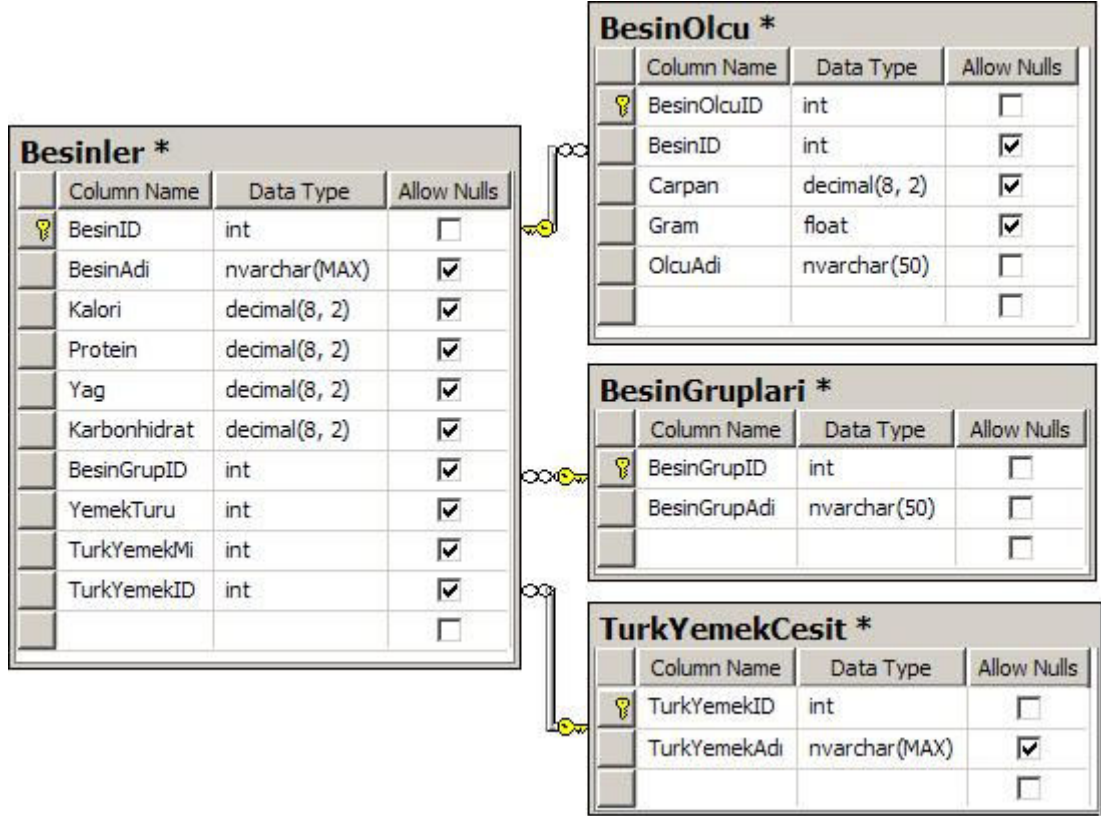 Besinler *
Column Name Data Type Allow Nulls
BesinID int
BesinAdi nvarchar(MAX)
Kalori decimal(8, 2)
Protein decimal(8, 2)
Yag decimal(8, 2)
Karbonhidrat decimal(8, 2)
BesinGrupID int
YemekTuru int
TurkYemekMi int
TurkYemekID int
BesinOlcu *
Column Name Data Type Allow Nulls
BesinOlcuID int
BesinID int
Carpan decimal(8, 2)
Gram float
OlcuAdi nvarchar(50)
BesinGruplari *
Column Name Data Type Allow Nulls
BesinGrupID int
BesinGrupAdi nvarchar(50)
TurkYemekCesit *
Column Name Data Type Allow Nulls
TurkYemekID int
TurkYemekAdı nvarchar(MAX)